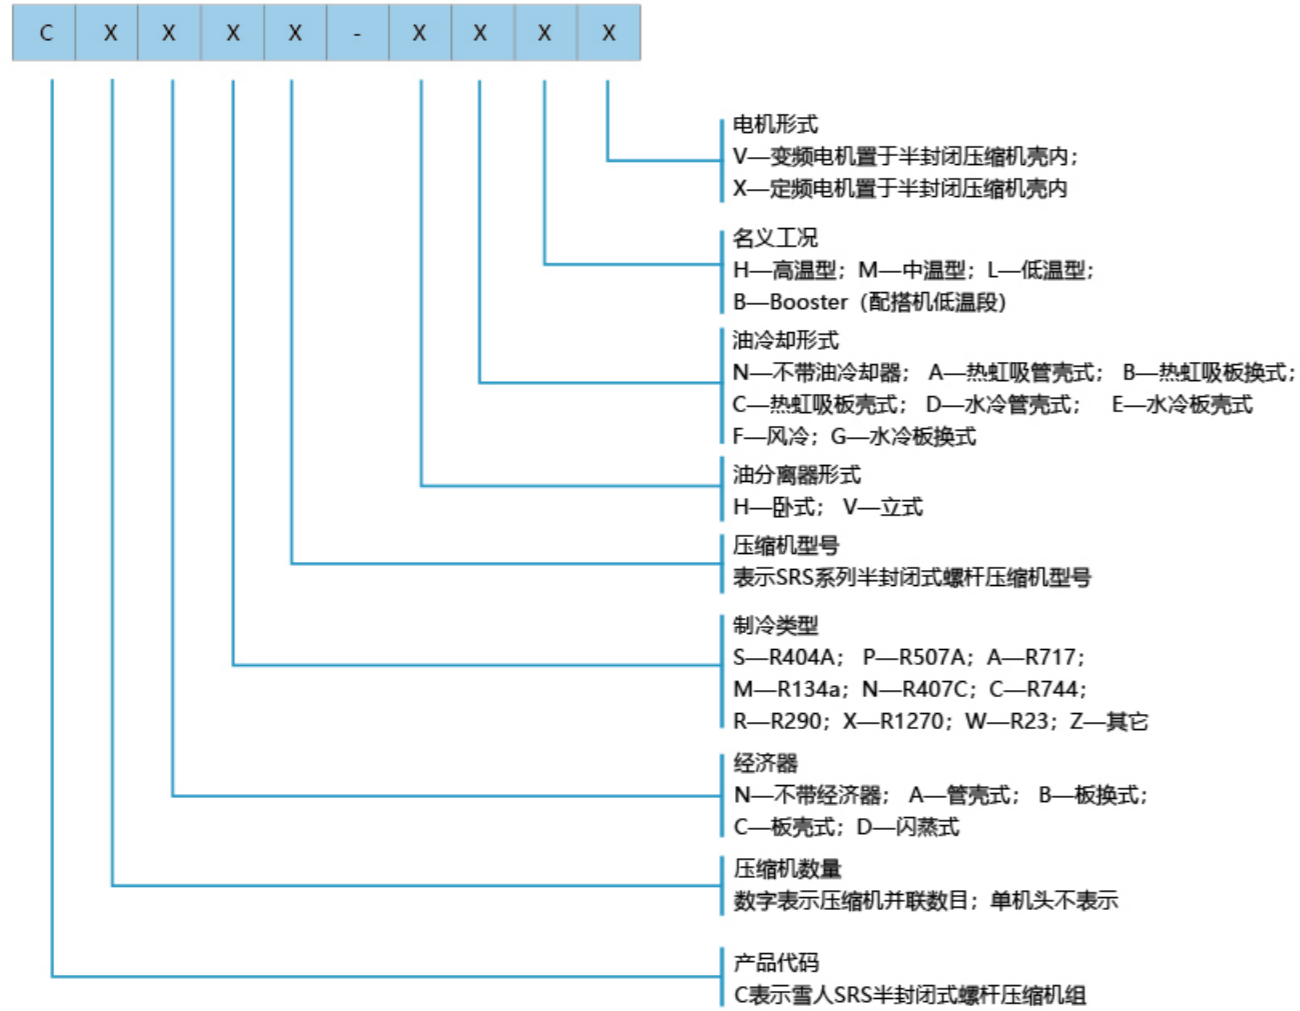 C X X X X - X X X X
电机形式
V—变频电机置于半封闭压缩机壳内；
X—定频电机置于半封闭压缩机壳内
名义工况
H—高温型；M—中温型；L—低温型；
B—Booster（配搭机低温段）
油冷却形式
N—不带油冷却器； A—热虹吸管壳式； B—热虹吸板换式；
C—热虹吸板壳式； D—水冷管壳式； E—水冷板壳式
F—风冷；G—水冷板换式
油分离器形式
H—卧式； V—立式
压缩机型号
表示SRS系列半封闭式螺杆压缩机型号
制冷类型
S—R404A； P—R507A；A—R717；
M—R134a；N—R407C；C—R744；
R—R290；X—R1270；W—R23；Z—其它
经济器
N—不带经济器； A—管壳式； B—板换式；
C—板壳式；D—闪蒸式
压缩机数量
数字表示压缩机并联数目；单机头不表示
产品代码
C表示雪人SRS半封闭式螺杆压缩机组